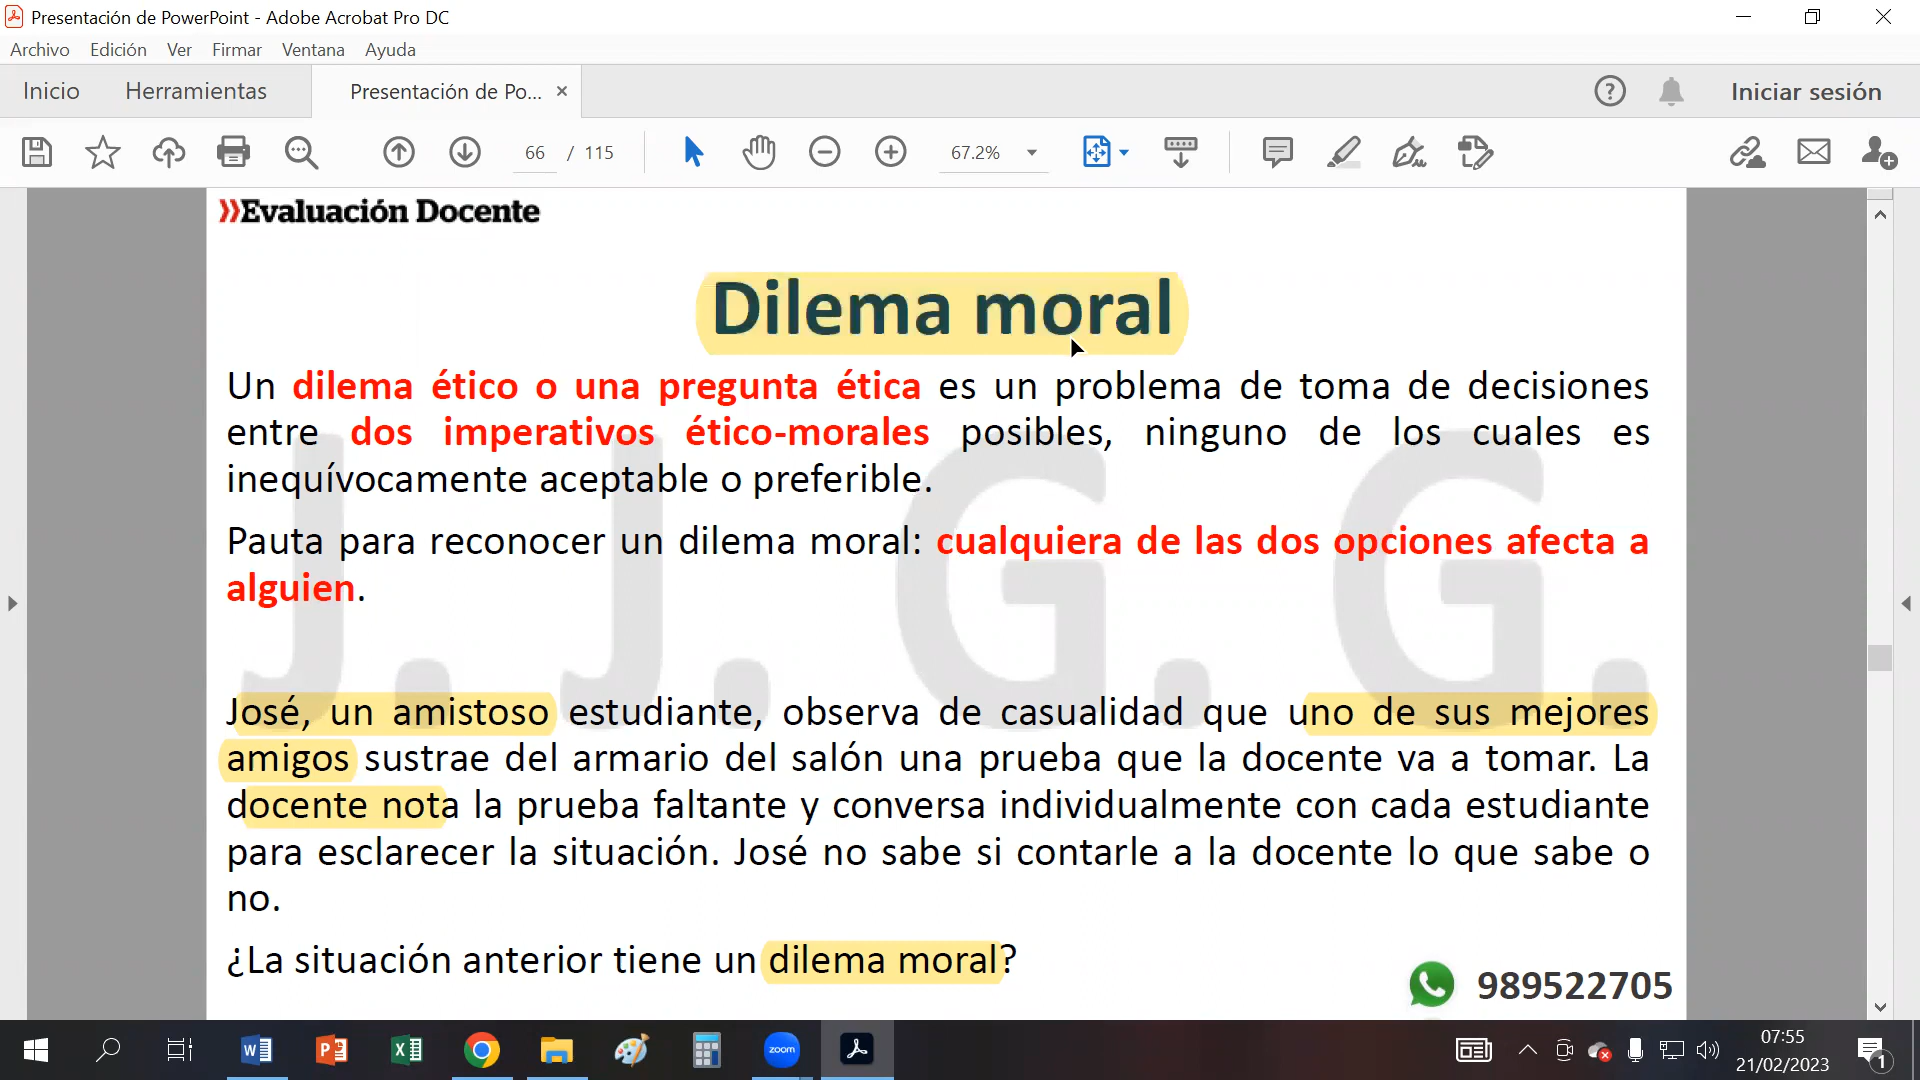 Presentación de PowerPoint - Adobe Acrobat Pro DC
Archivo Edición Ver Firmar Ventana Ayuda
Inicio Herramientas Presentación de Po... × Iniciar sesión
66 / 115 67.2%
Evaluación Docente
Dilema moral
Un dilema ético o una pregunta ética es un problema de toma de decisiones
entre dos imperativos ético-morales posibles, ninguno de los cuales es
inequívocamente aceptable o preferible.
Pauta para reconocer un dilema moral: cualquiera de las dos opciones afecta a
alguien.
J. J. G. G.
José, un amistoso estudiante, observa de casualidad que uno de sus mejores
amigos sustrae del armario del salón una prueba que la docente va a tomar. La
docente nota la prueba faltante y conversa individualmente con cada estudiante
para esclarecer la situación. José no sabe si contarle a la docente lo que sabe o
no.
¿La situación anterior tiene un dilema moral?
989522705
zoom
07:55
21/02/2023
1